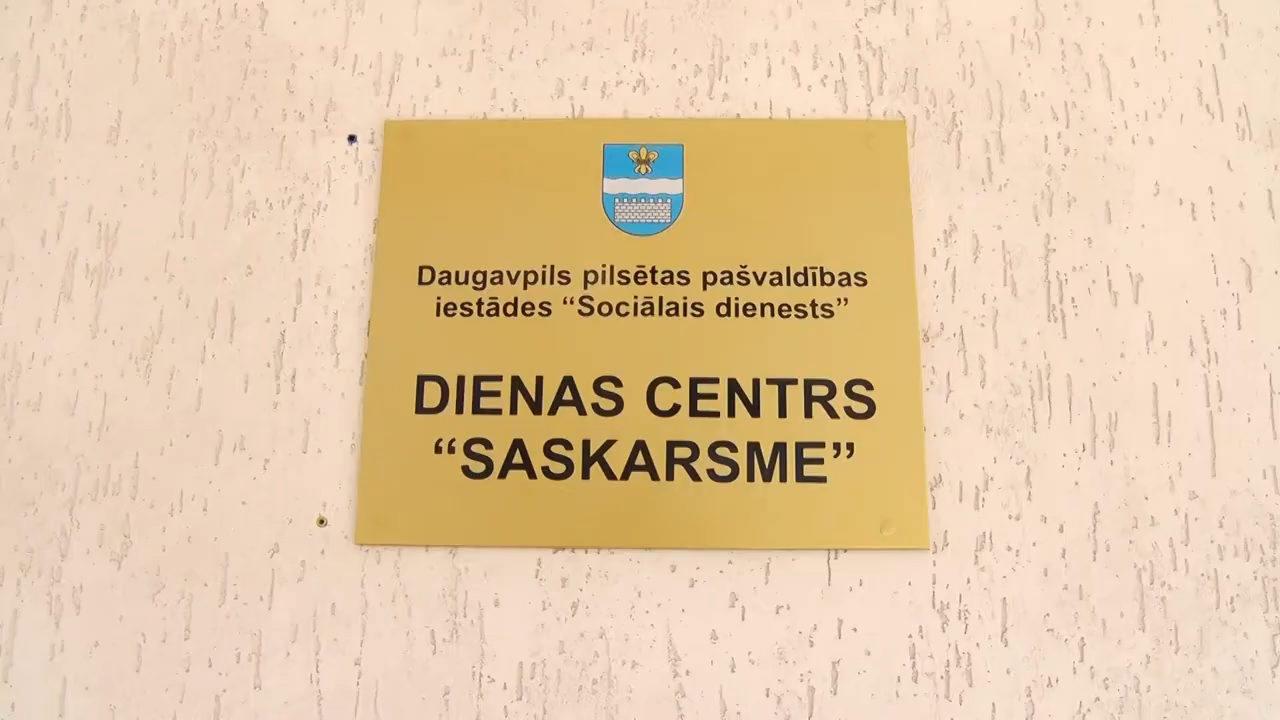 Daugavpils pilsētas pašvaldības
iestādes “Sociālais dienests”
DIENAS CENTRS
“SASKARSME”